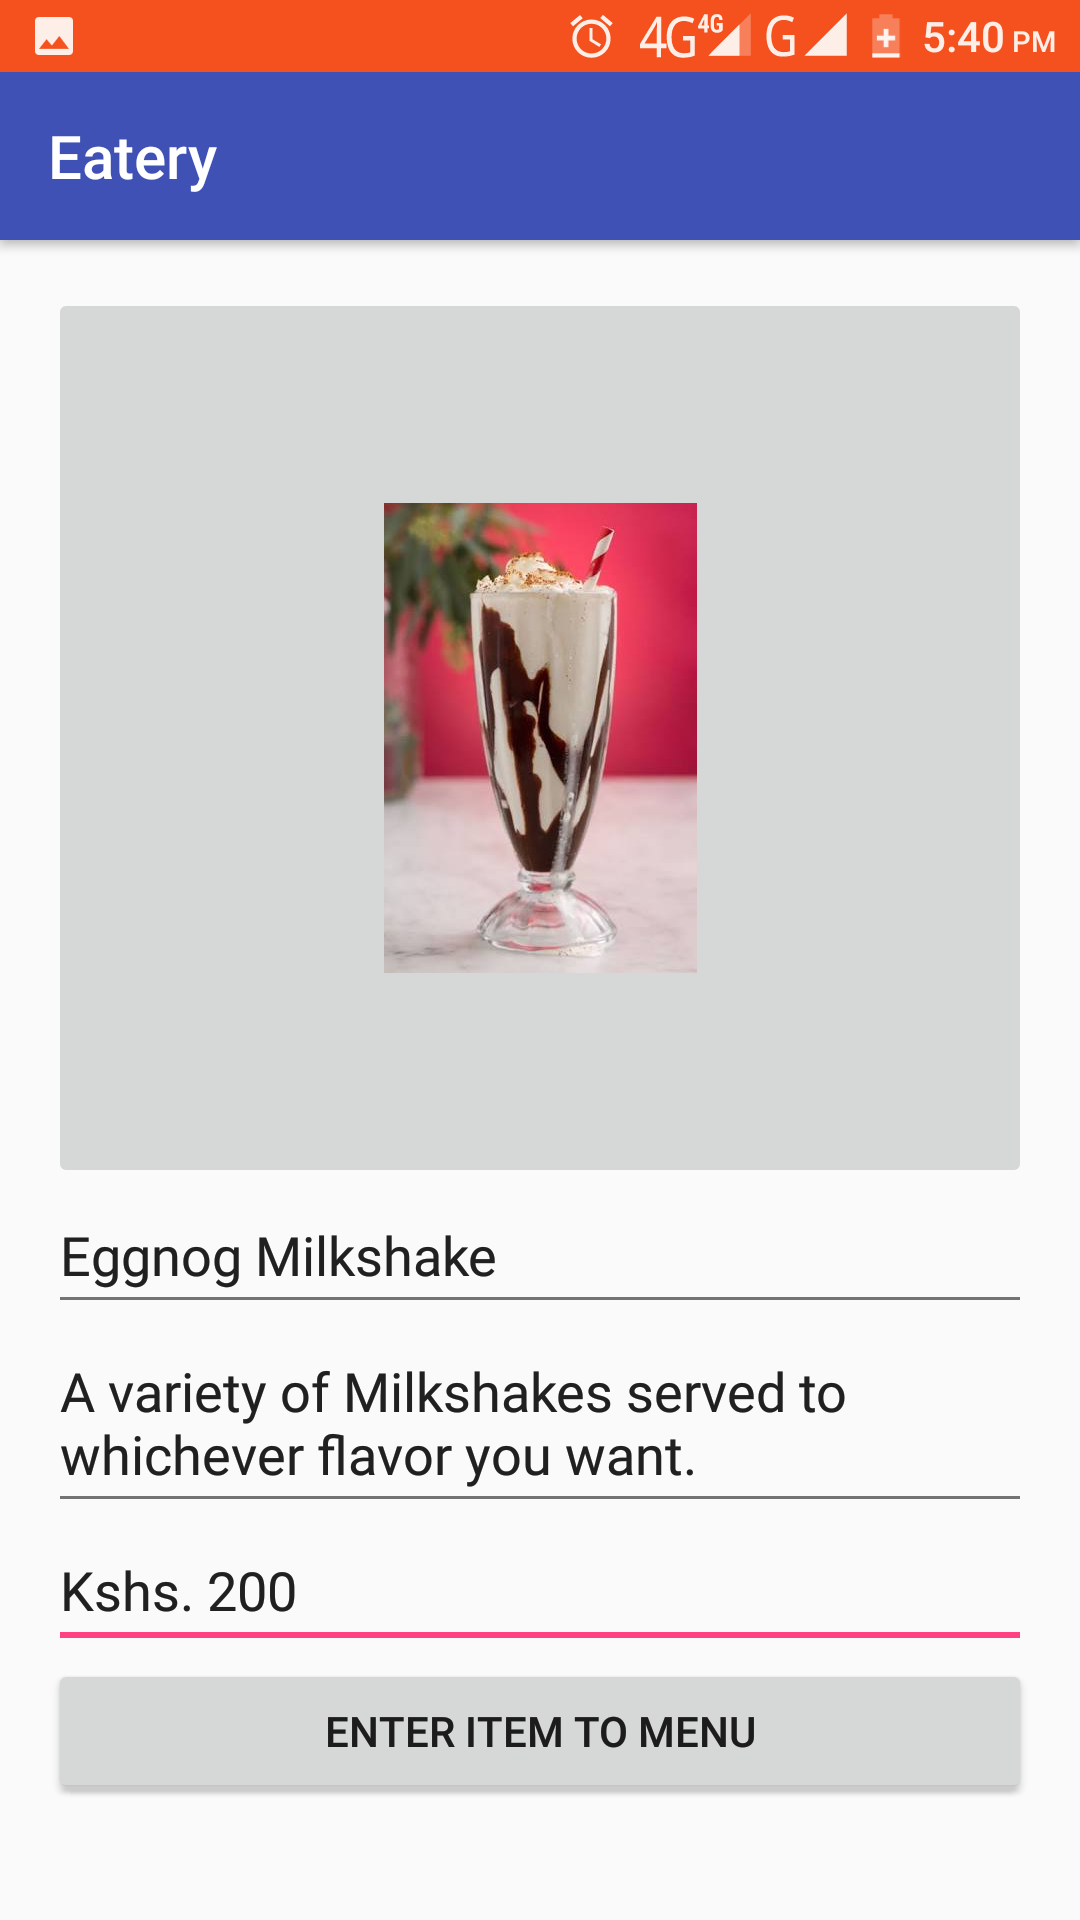 4G 4G G 5:40 PM
Eatery
Eggnog Milkshake
A variety of Milkshakes served to
whichever flavor you want.
Kshs. 200
ENTER ITEM TO MENU